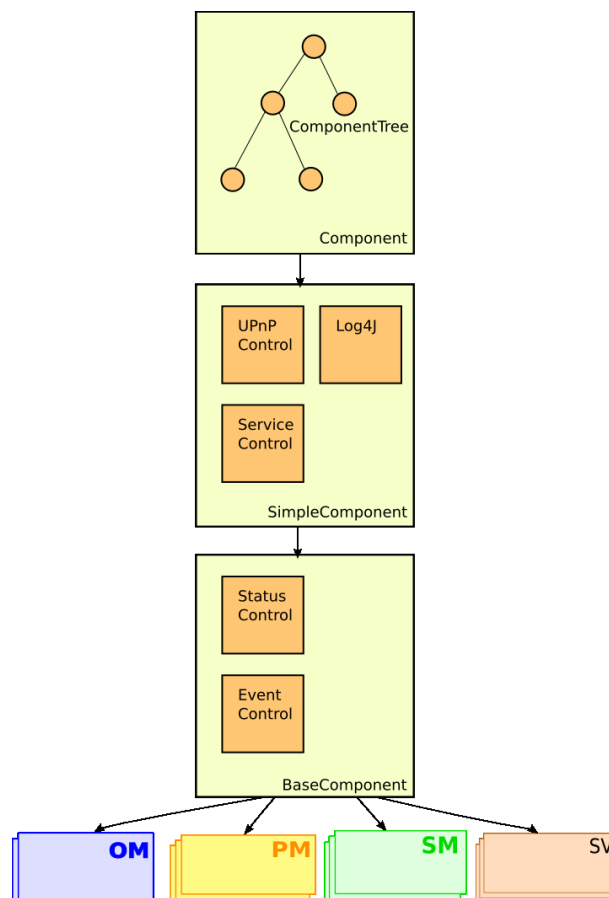 ComponentTree
Component
UPnP
Control
Log4J
Service
Control
SimpleComponent
Status
Control
Event
Control
BaseComponent
OM
PM
SM
SV